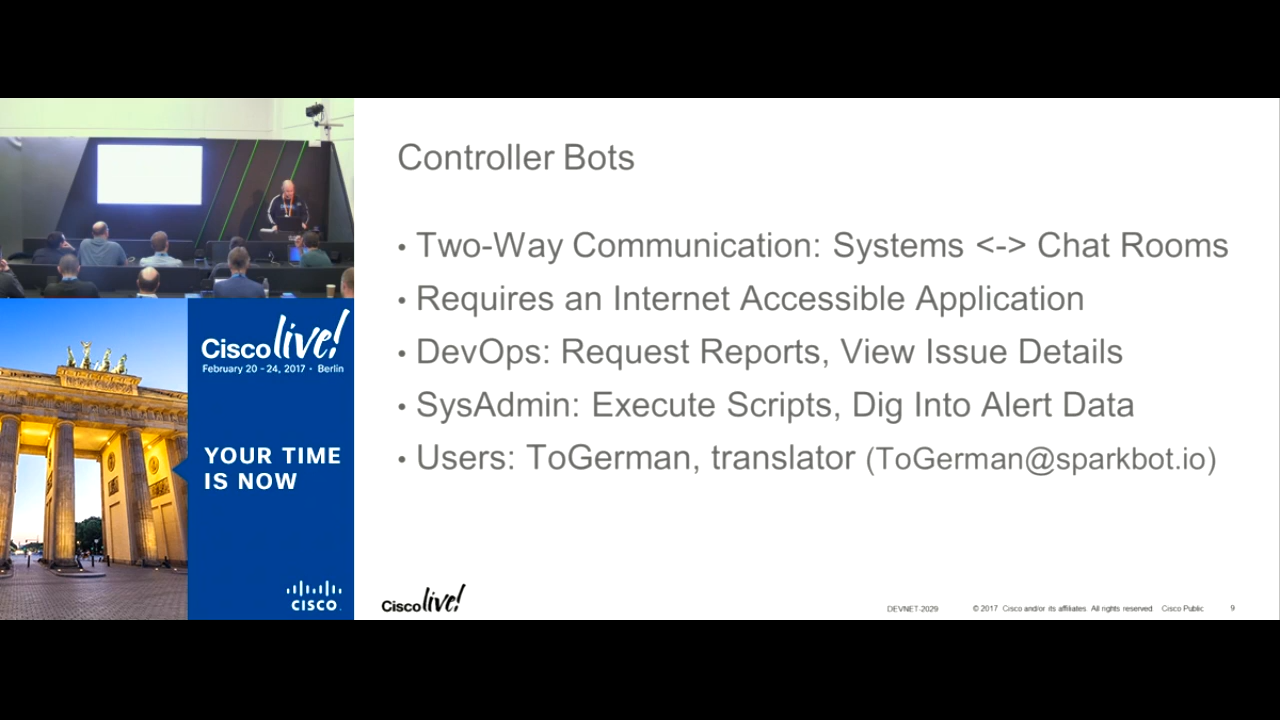 Controller Bots
• Two-Way Communication: Systems <-> Chat Rooms
• Requires an Internet Accessible Application
• DevOps: Request Reports, View Issue Details
• SysAdmin: Execute Scripts, Dig Into Alert Data
• Users: ToGerman, translator (ToGerman@sparkbot.io)
Cisco live!
February 20 - 24, 2017 • Berlin
YOUR TIME
IS NOW
CISCO
Cisco live!
DEVNET-2029 © 2017 Cisco and/or its affiliates. All rights reserved. Cisco Public 9